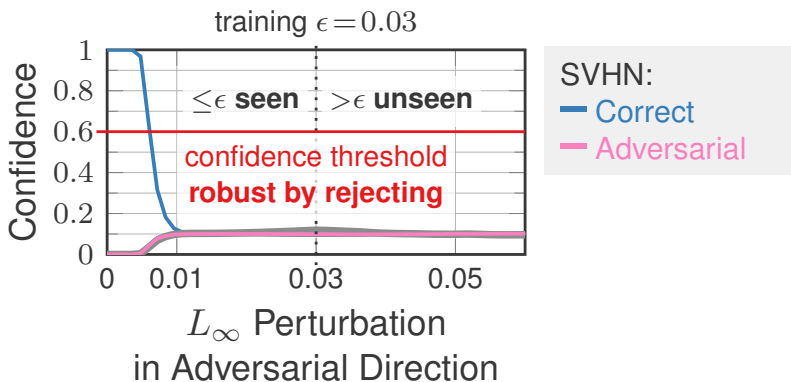 training ϵ=0.03
1
0.8
0.6
0.4
0.2
0
Confidence
≤ϵ seen
>ϵ unseen
confidence threshold
robust by rejecting
0 0.01 0.03 0.05
L∞ Perturbation
in Adversarial Direction
SVHN:
Correct
Adversarial